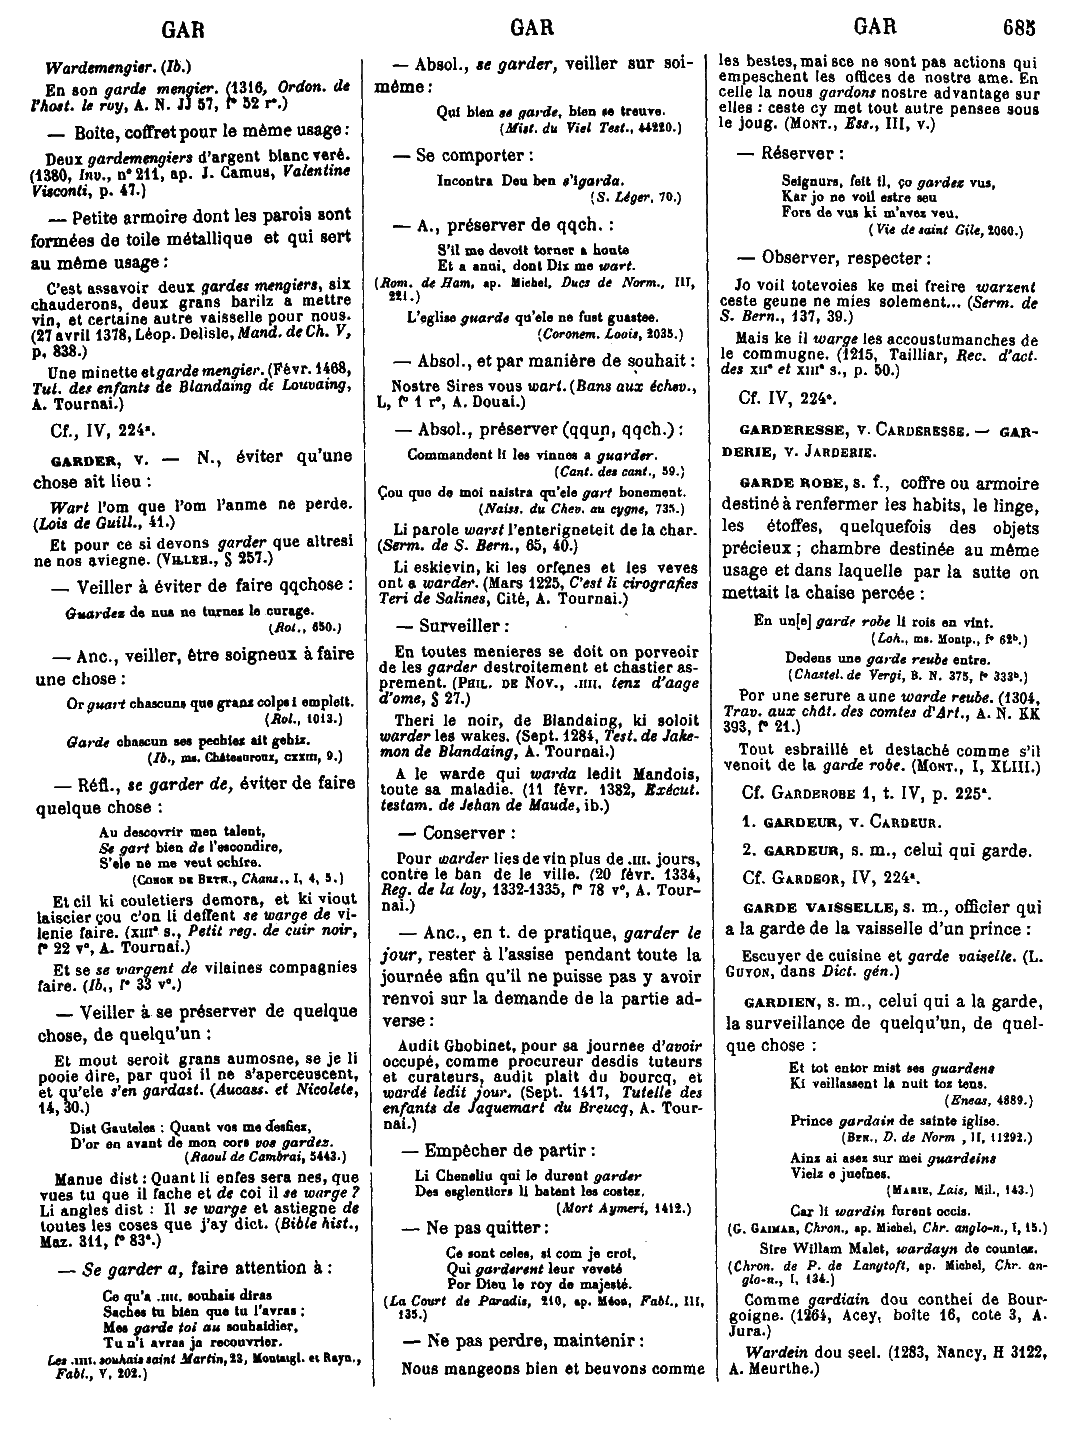 GAR
GAR
GAR 685
Wardemengier. (Ib.)
En son garde mengier. (1316, Ordon. de
l'host. le roy, A. N. JJ 57, f° 52 r°.)
— Boite, coffret pour le même usage :
Deux gardemengiers d'argent blanc veré.
(1380, Inv., n° 211, ap. J. Camus, Valentine
Visconti, p. 47.)
— Petite armoire dont les parois sont
formées de toile métallique et qui sert
au même usage :
C'est assavoir deux gardes mengiers, six
chauderons, deux grans barilz a mettre
vin, et certaine autre vaisselle pour nous.
(27 avril 1378, Léop. Delisle, Mand. de Ch. V,
p. 838.)
Une minette et garde mengier. (Févr. 1468,
Tut. des enfants de Blandaing de Louvaing,
A. Tournai.)
Cf., IV, 224ª.
GARDER, v. — N., éviter qu'une
chose ait lieu :
Wart l'om que l'om l'anme ne perde.
(Lois de Guill., 41.)
Et pour ce si devons garder que altresi
ne nos aviegne. (VILLEH., § 257.)
— Veiller à éviter de faire qqchose :
Guardez de nus ne turnez le curage.
(Rol., 650.)
— Anc., veiller, être soigneux à faire
une chose :
Or guart chascuns que granz colps i empleit.
(Rol., 1013.)
Garde chascun ses pechiez ait gehiz.
(Ib., ms. Châteauroux, CXXIII, 9.)
— Réfl., se garder de, éviter de faire
quelque chose :
Au descovrir men talent,
Se gart bien de l'escondire,
S'ele ne me veut ochire.
(CONON DE BETH., Chans., I, 4, 5.)
Et cil ki couletiers demora, et ki viout
laiscier çou c'on li deffent se warge de vi-
lenie faire. (XIIIe s., Petit reg. de cuir noir,
f° 22 v°, A. Tournai.)
Et se se wargent de vilaines compagnies
faire. (Ib., f° 33 v°.)
— Veiller à se préserver de quelque
chose, de quelqu'un :
Et mout seroit grans aumosne, se je li
pooie dire, par quoi il ne s'aperceuscent,
et qu'ele s'en gardast. (Aucass. et Nicolete,
14, 30.)
Dist Gauteles : Quant vos me desfiez,
D'or en avant de mon cors vos gardez.
(Raoul de Cambrai, 5443.)
Manue dist : Quant li enfes sera nes, que
vues tu que il fache et de coi il se warge ?
Li angles dist : Il se warge et astiegne de
toutes les coses que j'ay dict. (Bible hist.,
Maz. 311, f° 83ª.)
— Se garder a, faire attention à :
Ce qu'a .IIII. souhais diras
Saches tu bien que tu l'avras ;
Mes garde toi au souhaidier,
Tu n'i avras ja recouvrier.
Les .IIII. souhais saint Martin, 23, Montaigl. et Rayn.,
Fabl., V, 202.)
— Absol., se garder, veiller sur soi-
même :
Qui bien se garde, bien se treuve.
(Mist. du Viel Test., 44220.)
— Se comporter :
Incontra Deu ben s'igarda.
(S. Léger, 70.)
— A., préserver de qqch. :
S'il me devoit torner a honte
Et a anui, dont Dix me wart.
(Rom. de Ham, ap. Michel, Ducs de Norm., III,
221.)
L'eglise guarde qu'ele ne fust guastee.
(Coronem. Loois, 2035.)
— Absol., et par manière de souhait :
Nostre Sires vous wart. (Bans aux échev.,
L, f° 1 r°, A. Douai.)
— Absol., préserver (qqun, qqch.) :
Commandent li les vinnes a guarder.
(Cant. des cant., 59.)
Çou que de moi naistra qu'ele gart bonement.
(Naiss. du Chev. au cygne, 735.)
Li parole warst l'enterigneteit de la char.
(Serm. de S. Bern., 65, 40.)
Li eskievin, ki les orfenes et les veves
ont a warder. (Mars 1225, C'est li cirografies
Teri de Salines, Cité, A. Tournai.)
— Surveiller :
En toutes menieres se doit on porveoir
de les garder destroitement et chastier as-
prement. (PHIL. DE NOV., .IIII. tenz d'aage
d'ome, § 27.)
Theri le noir, de Blandaing, ki soloit
warder les wakes. (Sept. 1284, Test. de Jake-
mon de Blandaing, A. Tournai.)
A le warde qui warda ledit Mandois,
toute sa maladie. (11 févr. 1382, Exécut.
testam. de Jehan de Maude, ib.)
— Conserver :
Pour warder lies de vin plus de .III. jours,
contre le ban de le ville. (20 févr. 1334,
Reg. de la loy, 1332-1335, f° 78 v°, A. Tour-
nai.)
— Anc., en t. de pratique, garder le
jour, rester à l'assise pendant toute la
journée afin qu'il ne puisse pas y avoir
renvoi sur la demande de la partie ad-
verse :
Audit Ghobinet, pour sa journee d'avoir
occupé, comme procureur desdis tuteurs
et curateurs, audit plait du bourcq, et
wardé ledit jour. (Sept. 1417, Tutelle des
enfants de Jaquemart du Breucq, A. Tour-
nai.)
— Empêcher de partir :
Li Cheneliu qui le durent garder
Des esglentiers li batent les costez.
(Mort Aymeri, 1412.)
— Ne pas quitter :
Ce sont celes, si com je croi,
Qui garderent leur veveté
Por Dieu le roy de majesté.
(La Court de Paradis, 210, ap. Méon, Fabl., III,
135.)
— Ne pas perdre, maintenir :
Nous mangeons bien et beuvons comme
les bestes, mais ce ne sont pas actions qui
empeschent les offices de nostre ame. En
celle la nous gardons nostre advantage sur
elles : ceste cy met tout autre pensee sous
le joug. (MONT., Ess., III, V.)
— Réserver :
Seignurs, feit il, ço gardez vus,
Kar jo ne voil estre seu
Fors de vus ki m'avez veu.
(Vie de saint Gile, 2060.)
— Observer, respecter :
Jo voil totevoies ke mei freire warzent
ceste geune ne mies solement... (Serm. de
S. Bern., 137, 39.)
Mais ke il warge les accoustumanches de
le commugne. (1215, Tailliar, Rec. d'act.
des XIIe et XIIIe s., p. 50.)
Cf. IV, 224ª.
GARDERESSE, v. CARDERESSE. — GAR-
DERIE, v. JARDERIE.
GARDE ROBE, s. f., coffre ou armoire
destiné à renfermer les habits, le linge,
les étoffes, quelquefois des objets
précieux ; chambre destinée au même
usage et dans laquelle par la suite on
mettait la chaise percée :
En un[e] garde robe li rois en vint.
(Loh., ms. Montp., f° 62ᵇ.)
Dedens une garde reube entre.
(Chastel. de Vergi, B. N. 375, f° 333ᵇ.)
Por une serure a une warde reube. (1304,
Trav. aux chât. des comtes d'Art., A. N. KK
393, f° 21.)
Tout esbraillé et destaché comme s'il
venoit de la garde robe. (MONT., I, XLIII.)
Cf. GARDEROBE 1, t. IV, p. 225ª.
1. GARDEUR, v. CARDEUR.
2. GARDEUR, s. m., celui qui garde.
Cf. GARDEOR, IV, 224ª.
GARDE VAISSELLE, s. m., officier qui
a la garde de la vaisselle d'un prince :
Escuyer de cuisine et garde vaiselle. (L.
GUYON, dans Dict. gén.)
GARDIEN, s. m., celui qui a la garde,
la surveillance de quelqu'un, de quel-
que chose :
Et tot entor mist ses guardens
Ki veillassent la nuit toz tens.
(Eneas, 4889.)
Prince gardain de sainte iglise.
(BEN., D. de Norm , II, 11292.)
Ainz ai asez sur mei guardeins
Vielz e juefnes.
(MARIE, Lais, Mil., 143.)
Car li wardin furent occis.
(G. GAIMAR, Chron., ap. Michel, Chr. anglo-n., I, 15.)
Sire Willam Malet, wardayn de countez.
(Chron. de P. de Langtoft, ap. Michel, Chr. an-
glo-n., I, 134.)
Comme gardiain dou conthei de Bour-
goigne. (1264, Acey, boîte 16, cote 3, A.
Jura.)
Wardein dou seel. (1283, Nancy, H 3122,
A. Meurthe.)